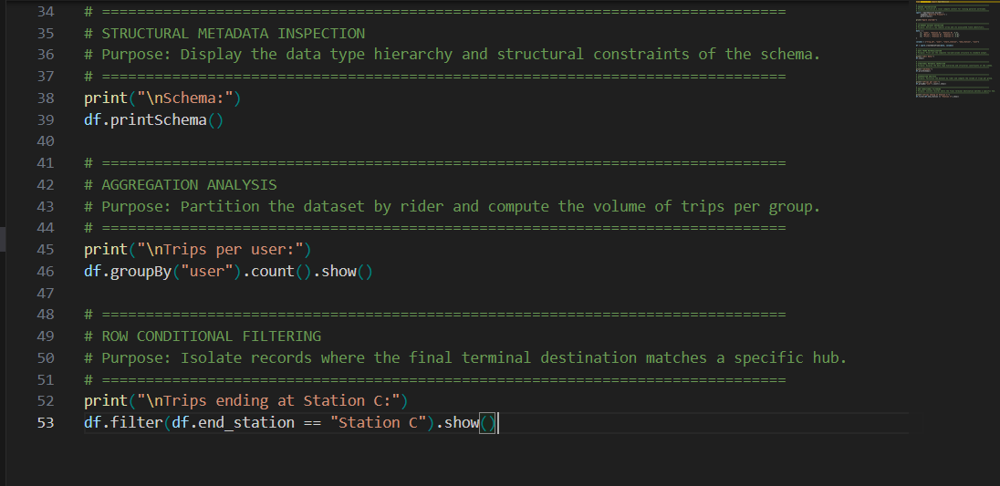 34 # ==============================================================================
35 # STRUCTURAL METADATA INSPECTION
36 # Purpose: Display the data type hierarchy and structural constraints of the schema.
37 # ==============================================================================
38 print("\nSchema:")
39 df.printSchema()
40
41 # ==============================================================================
42 # AGGREGATION ANALYSIS
43 # Purpose: Partition the dataset by rider and compute the volume of trips per group.
44 # ==============================================================================
45 print("\nTrips per user:")
46 df.groupBy("user").count().show()
47
48 # ==============================================================================
49 # ROW CONDITIONAL FILTERING
50 # Purpose: Isolate records where the final terminal destination matches a specific hub.
51 # ==============================================================================
52 print("\nTrips ending at Station C:")
53 df.filter(df.end_station == "Station C").show()